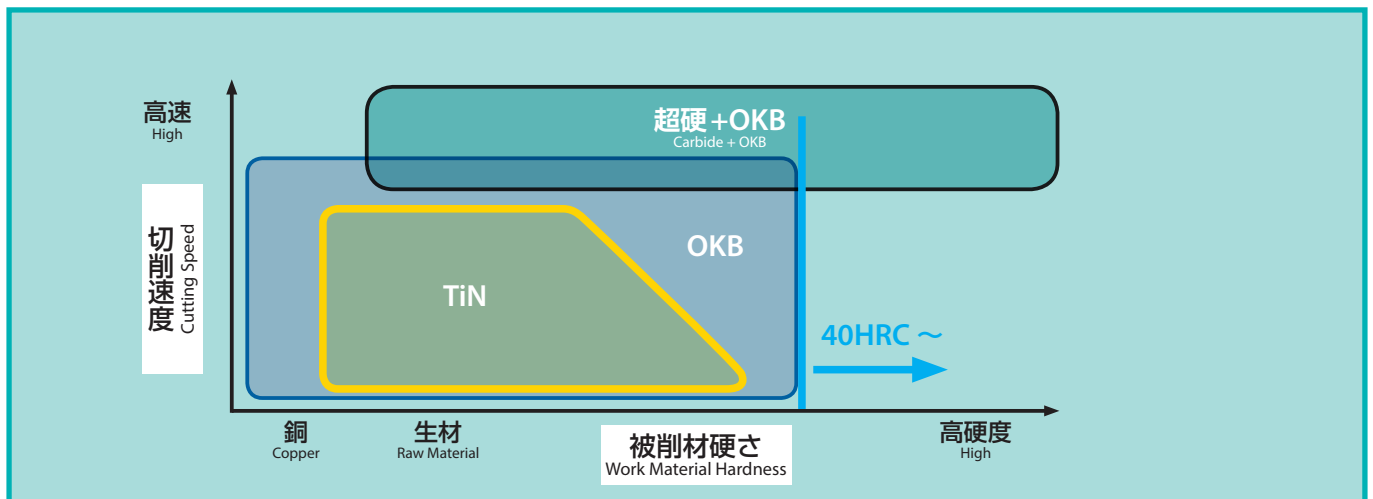 高速
High
超硬+OKB
Carbide + OKB
切削速度
Cutting Speed
OKB
TiN
40HRC ～
銅
Copper
生材
Raw Material
被削材硬さ
Work Material Hardness
高硬度
High